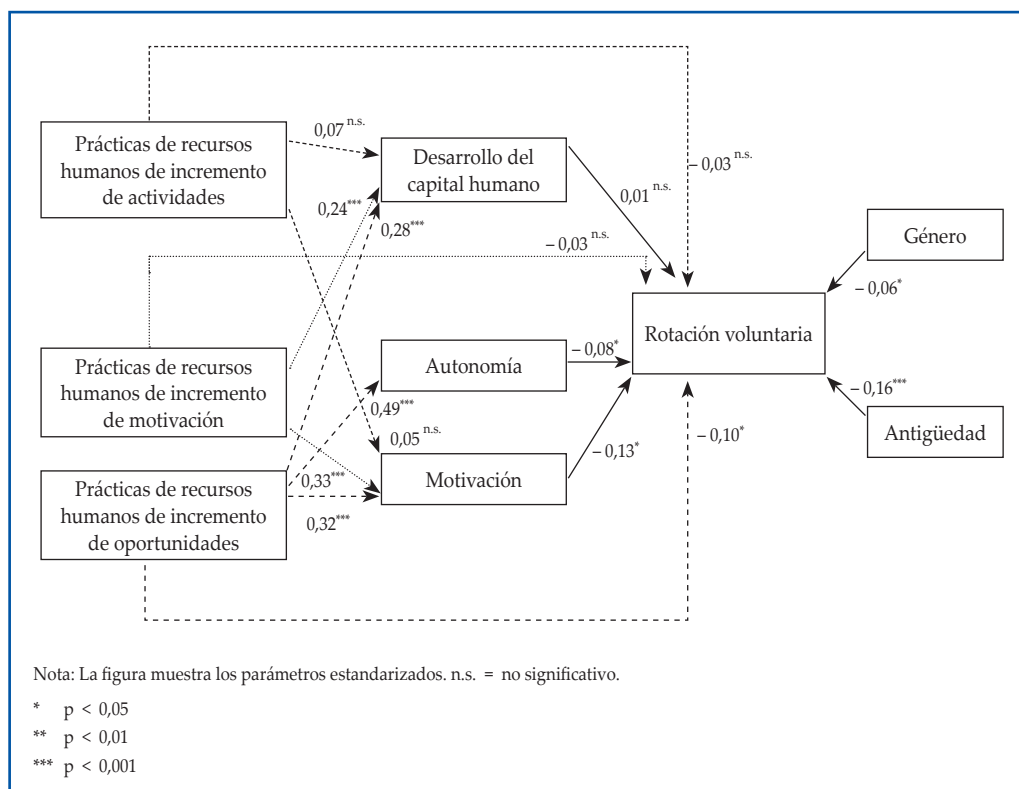 Prácticas de recursos
humanos de incremento
de actividades
Prácticas de recursos
humanos de incremento
de motivación
Prácticas de recursos
humanos de incremento
de oportunidades
0,07 n.s.
0,24***
0,28***
– 0,03 n.s.
0,49***
0,05 n.s.
0,33***
0,32***
Desarrollo del
capital humano
Autonomía
Motivación
0,01 n.s.
– 0,03 n.s.
– 0,08*
– 0,13*
– 0,10*
Rotación voluntaria
Género
– 0,06*
– 0,16***
Antigüedad
Nota: La figura muestra los parámetros estandarizados. n.s. = no significativo.
* p < 0,05
** p < 0,01
*** p < 0,001